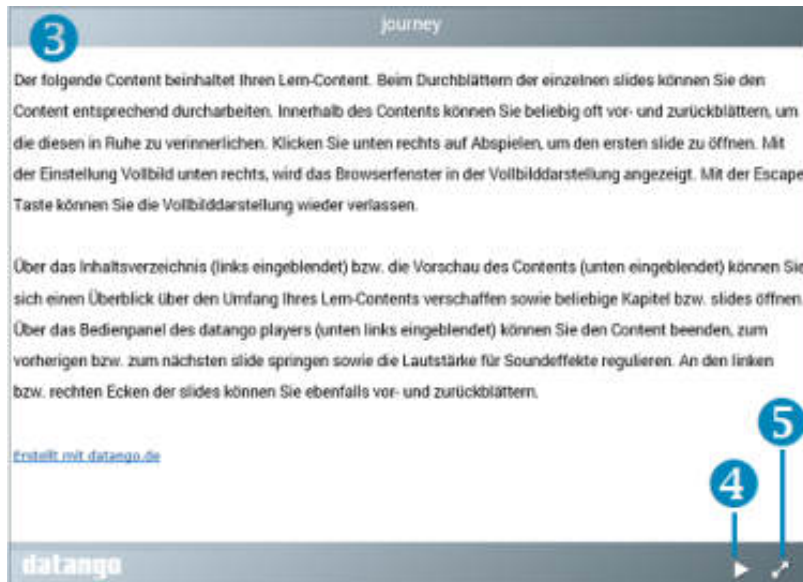 3
journey
Der folgende Content beinhaltet Ihren Lern-Content. Beim Durchblättern der einzelnen slides können Sie den
Content entsprechend durcharbeiten. Innerhalb des Contents können Sie beliebig oft vor- und zurückblättern, um
die diesen in Ruhe zu verinnerlichen. Klicken Sie unten rechts auf Abspielen, um den ersten slide zu öffnen. Mit
der Einstellung Vollbild unten rechts, wird das Browserfenster in der Vollbilddarstellung angezeigt. Mit der Escape
Taste können Sie die Vollbilddarstellung wieder verlassen.
Über das Inhaltsverzeichnis (links eingeblendet) bzw. die Vorschau des Contents (unten eingeblendet) können Sie
sich einen Überblick über den Umfang Ihres Lern-Contents verschaffen sowie beliebige Kapitel bzw. slides öffnen.
Über das Bedienpanel des datango players (unten links eingeblendet) können Sie den Content beenden, zum
vorherigen bzw. zum nächsten slide springen sowie die Lautstärke für Soundeffekte regulieren. An den linken
bzw. rechten Ecken der slides können Sie ebenfalls vor- und zurückblättern.
Erstellt mit datango.de
5
4
datango